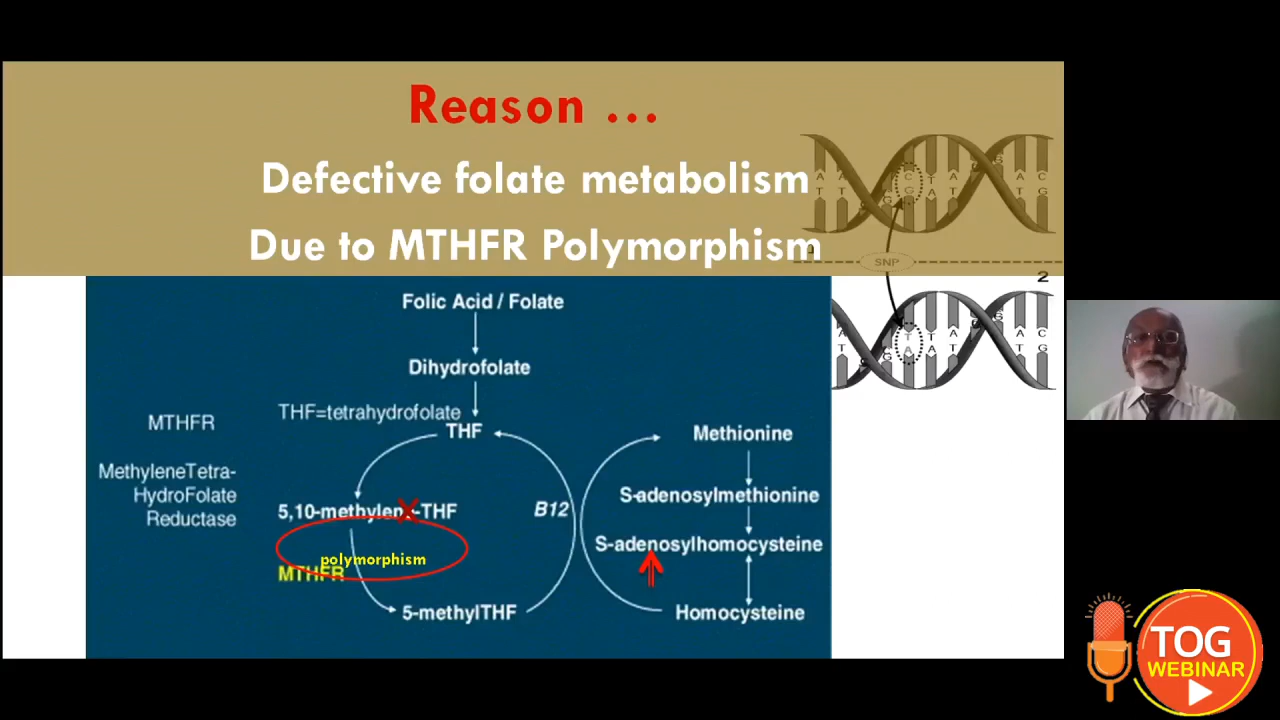 Reason ...
Defective folate metabolism
Due to MTHFR Polymorphism
SNP
2
Folic Acid / Folate
Dihydrofolate
THF=tetrahydrofolate
THF
MTHFR
MethyleneTetra-
HydroFolate
Reductase
5,10-methylene-THF
polymorphism
MTHFR
5-methylTHF
B12
Methionine
S-adenosylmethionine
S-adenosylhomocysteine
Homocysteine
TOG
WEBINAR